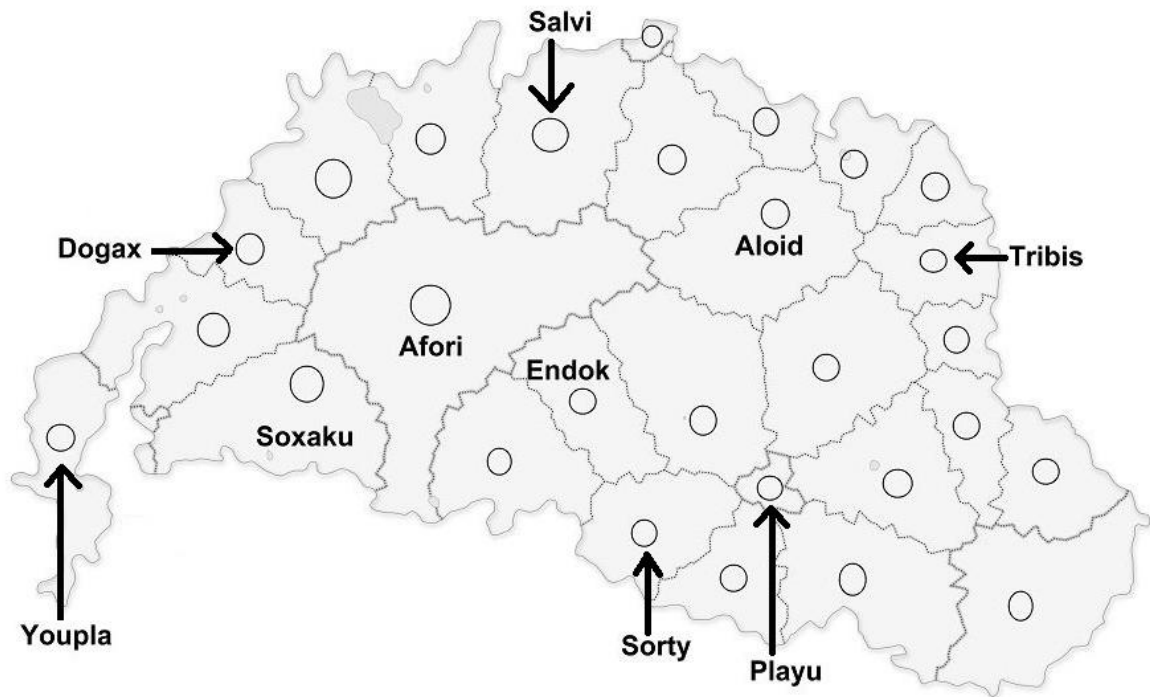 Salvi
Dogax
Aloid
Tribis
Afori
Endok
Soxaku
Youpla
Sorty
Playu